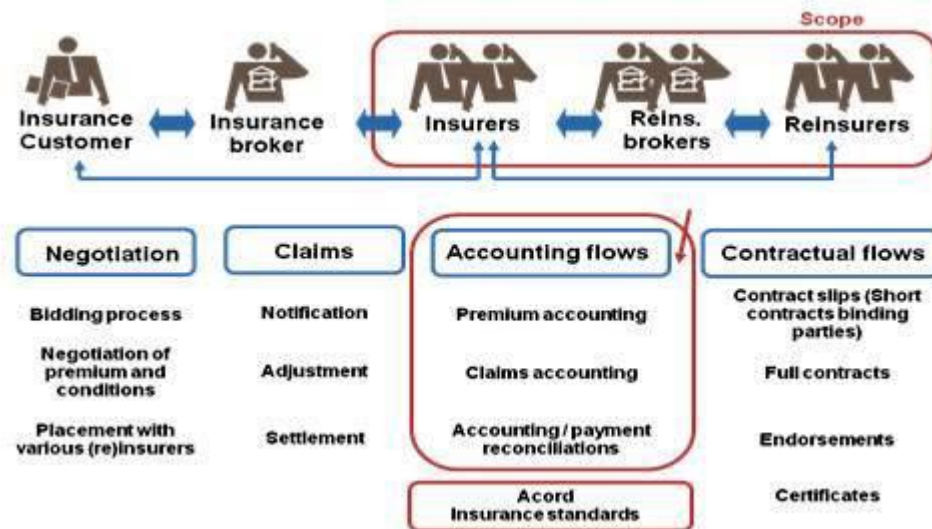 Scope
Insurance
Customer
Insurance
broker
Insurers
Reins.
brokers
Reinsurers
Negotiation
Bidding process
Negotiation of
premium and
conditions
Placement with
various (re)insurers
Claims
Notification
Adjustment
Settlement
Accounting flows
Premium accounting
Claims accounting
Accounting / payment
reconciliations
Acord
Insurance standards
Contractual flows
Contract slips (Short
contracts binding
parties)
Full contracts
Endorsements
Certificates